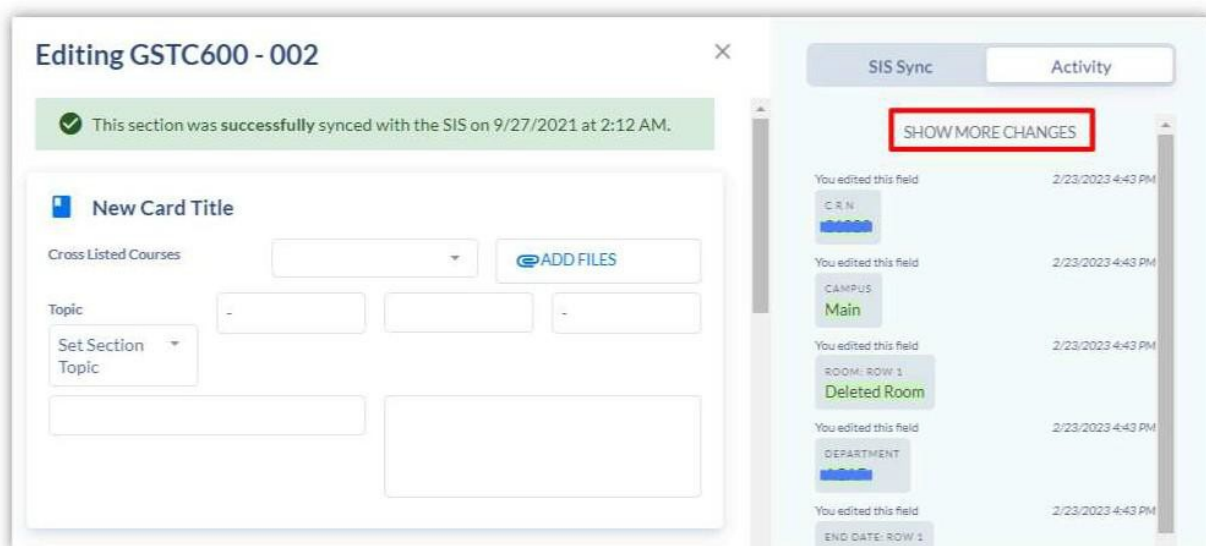 Editing GSTC600 - 002
This section was successfully synced with the SIS on 9/27/2021 at 2:12 AM.
New Card Title
Cross Listed Courses
ADD FILES
Topic
-
-
Set Section
Topic
SIS Sync
Activity
SHOW MORE CHANGES
You edited this field 2/23/2023 4:43 PM
CRN
You edited this field 2/23/2023 4:43 PM
CAMPUS
Main
You edited this field 2/23/2023 4:43 PM
ROOM: ROW 1
Deleted Room
You edited this field 2/23/2023 4:43 PM
DEPARTMENT
You edited this field 2/23/2023 4:43 PM
END DATE: ROW 1